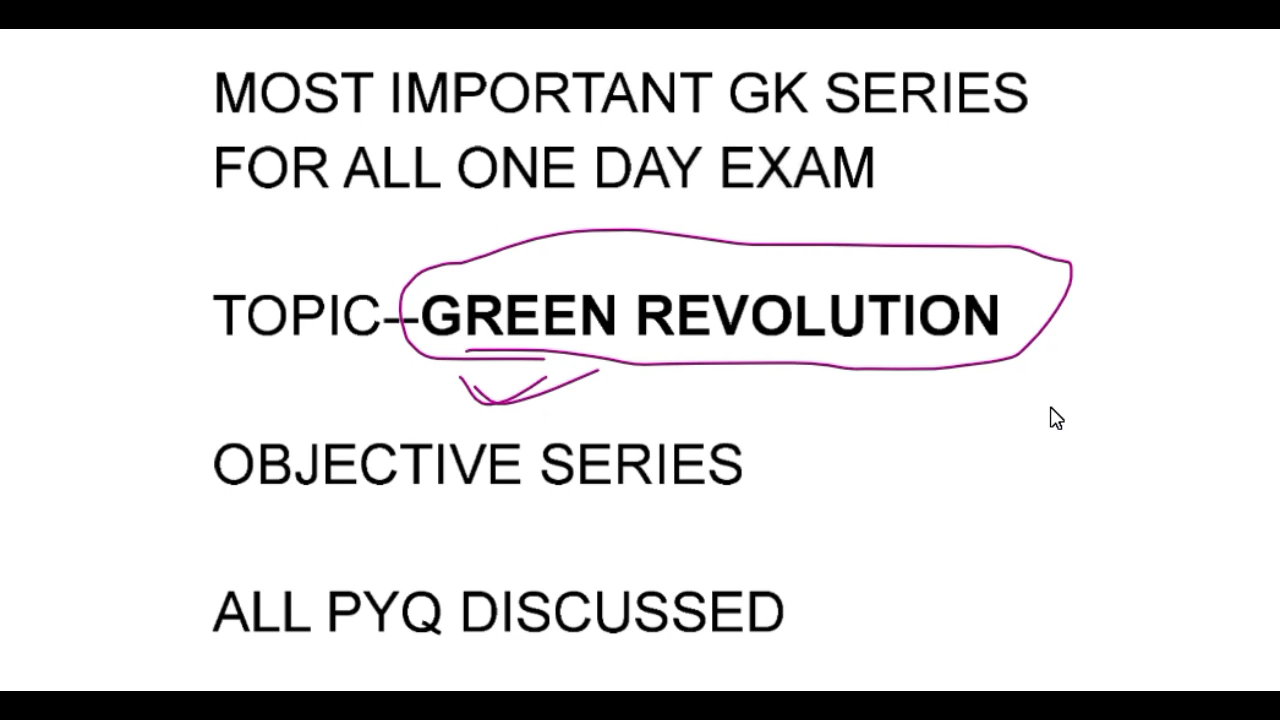 MOST IMPORTANT GK SERIES
FOR ALL ONE DAY EXAM
TOPIC--GREEN REVOLUTION
OBJECTIVE SERIES
ALL PYQ DISCUSSED